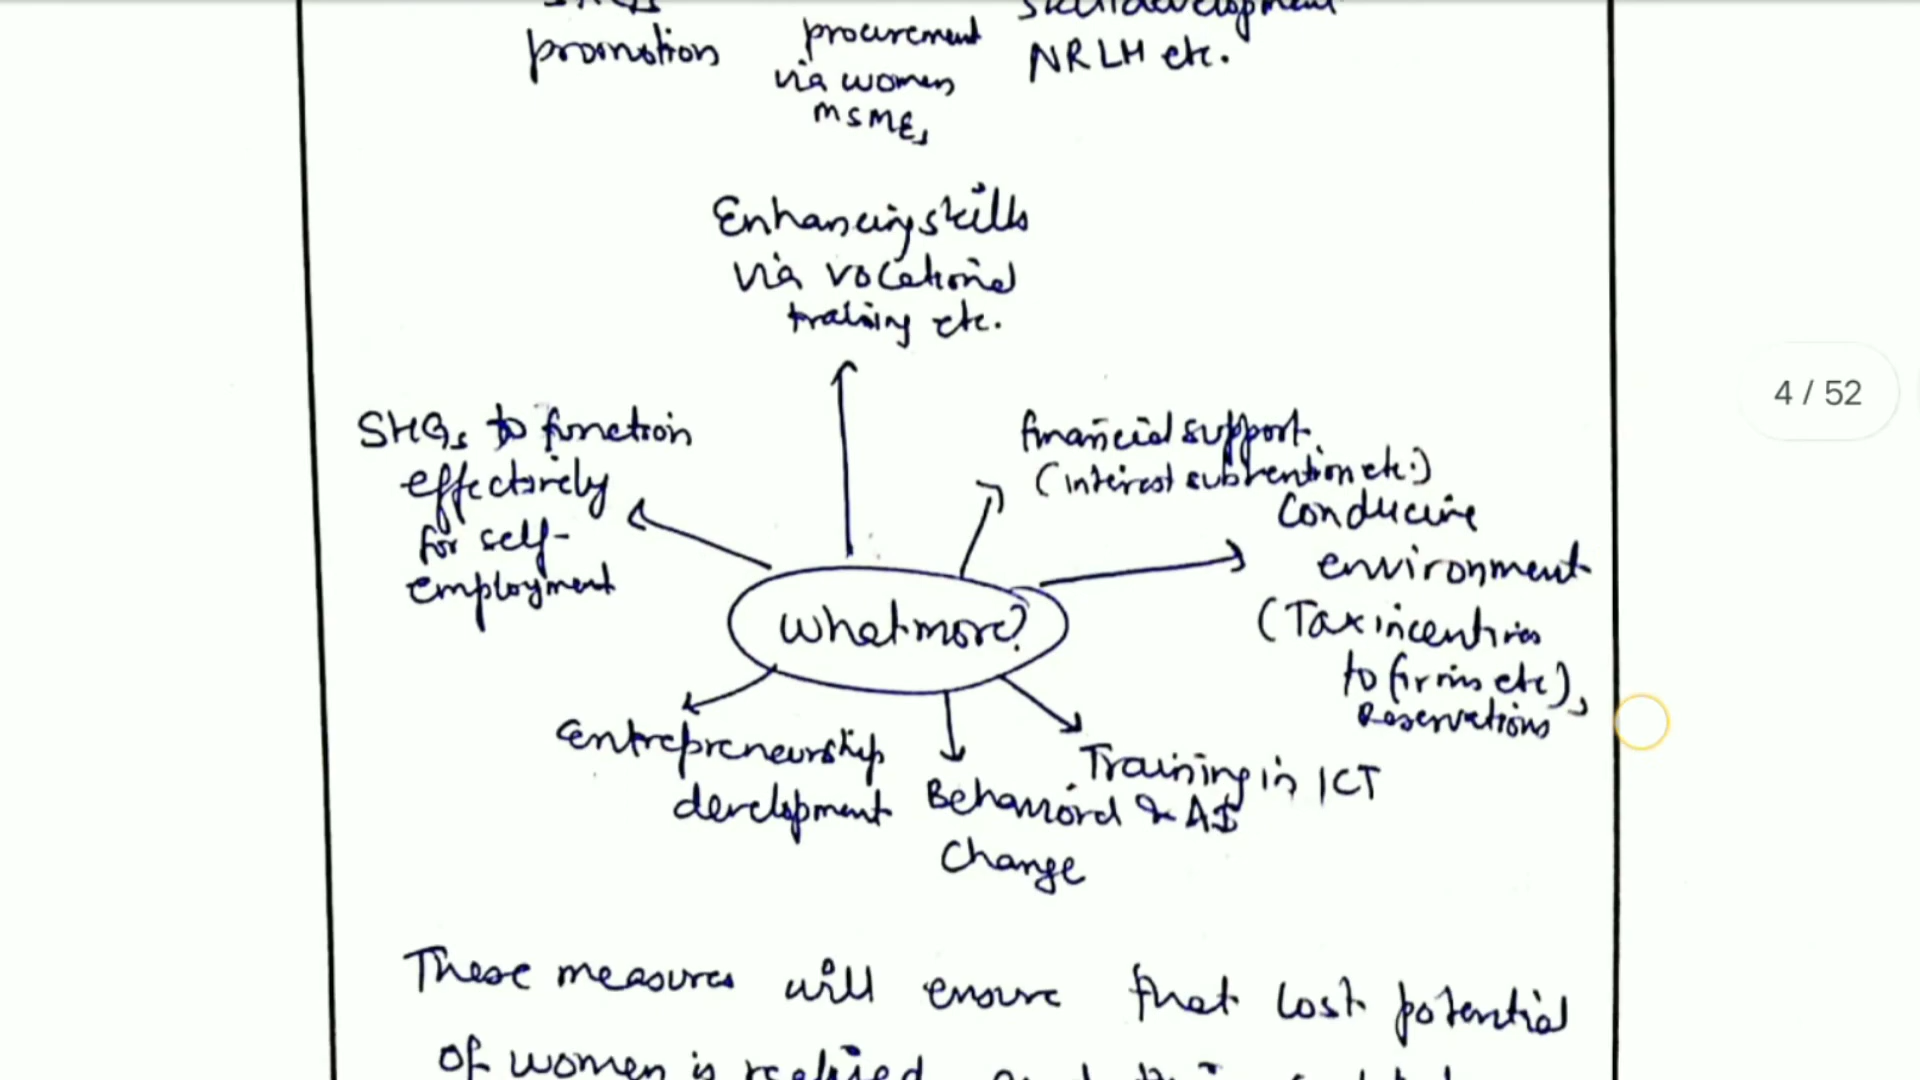 promotion
procurement
via women
MSMEs
skill development
NRLM etc.
Enhancing skills
via vocational
training etc.
SHGs to function
effectively
for self-
employment
financial support
(interest subvention etc.)
Conducive
environment
(Tax incentives
to firms etc),
Reservations
What more?
Entrepreneurship
development
Behavioral
Change
Training in ICT
& AI
4 / 52
These measures will ensure that lost potential
of women is realised